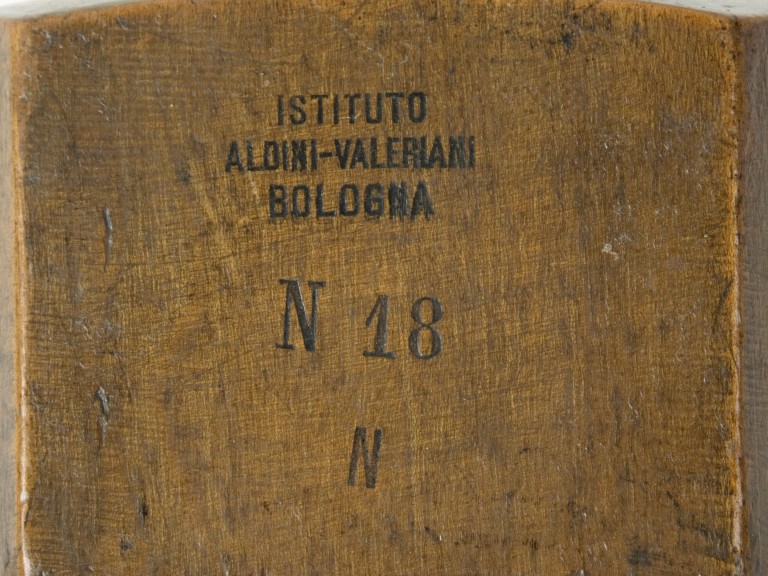 ISTITUTO
ALDINI-VALERIANI
BOLOGNA
N 18
N